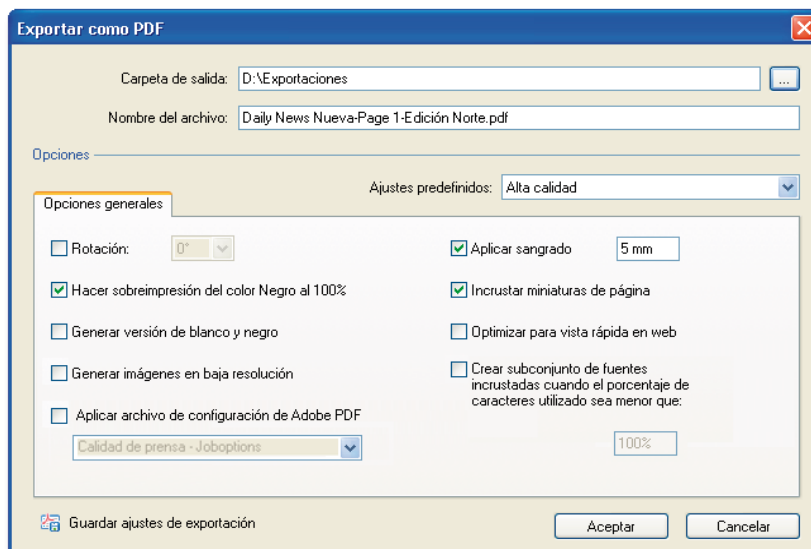 Exportar como PDF
Carpeta de salida: D:\Exportaciones ...
Nombre del archivo: Daily News Nueva-Page 1-Edición Norte.pdf
Opciones
Ajustes predefinidos: Alta calidad
Opciones generales
Rotación: 0° Aplicar sangrado 5 mm
Hacer sobreimpresión del color Negro al 100% Incrustar miniaturas de página
Generar versión de blanco y negro Optimizar para vista rápida en web
Generar imágenes en baja resolución Crear subconjunto de fuentes
incrustadas cuando el porcentaje de
caracteres utilizado sea menor que:
Aplicar archivo de configuración de Adobe PDF
Calidad de prensa - Joboptions 100%
Guardar ajustes de exportación Aceptar Cancelar